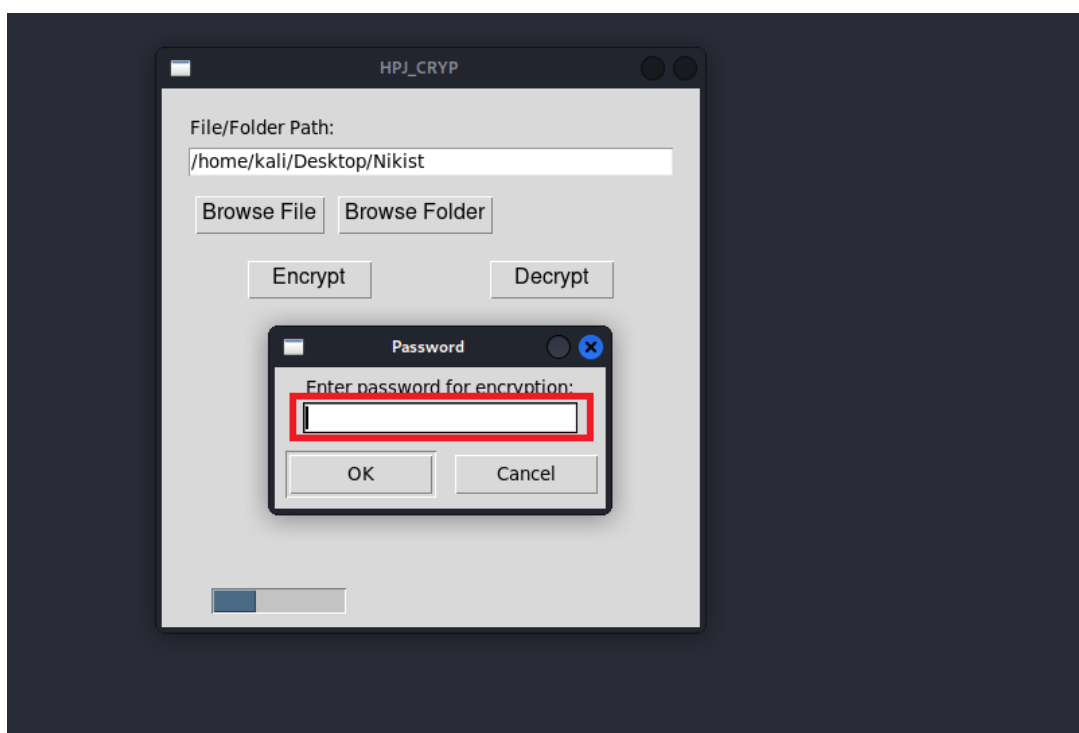 HPJ_CRYP
File/Folder Path:
/home/kali/Desktop/Nikist
Browse File Browse Folder
Encrypt Decrypt
Password
Enter password for encryption:
OK Cancel